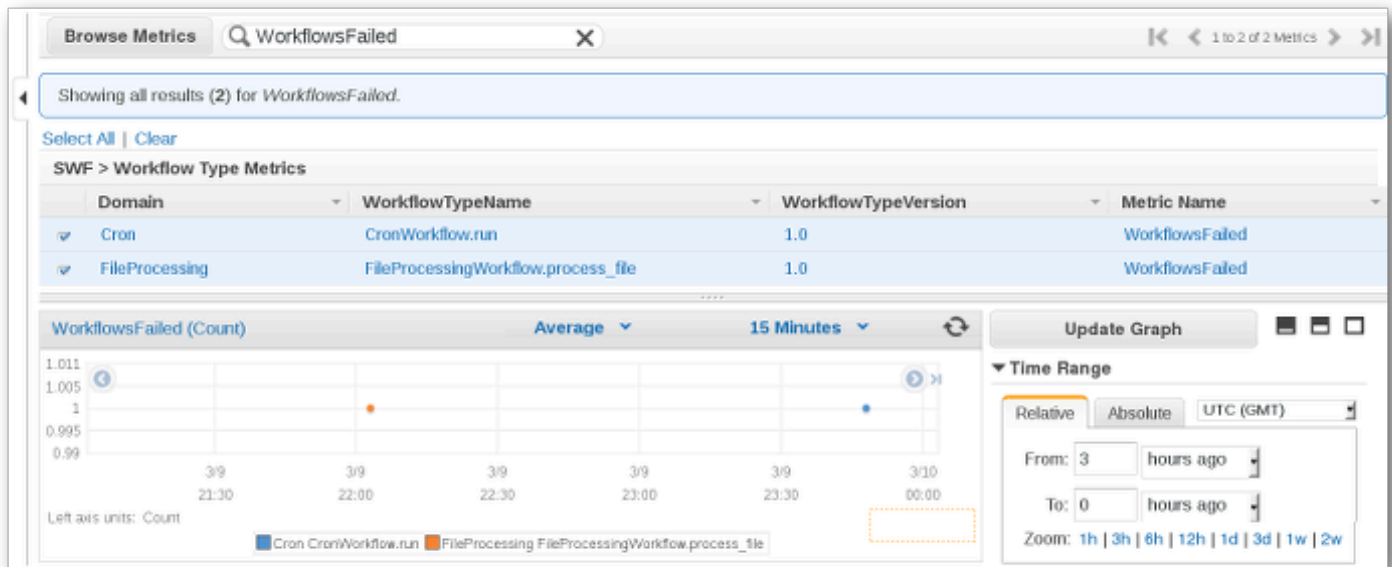 Browse Metrics WorkflowsFailed 1 to 2 of 2 Metrics
Showing all results (2) for WorkflowsFailed.
Select All | Clear
SWF > Workflow Type Metrics
Domain WorkflowTypeName WorkflowTypeVersion Metric Name
Cron CronWorkflow.run 1.0 WorkflowsFailed
FileProcessing FileProcessingWorkflow.process_file 1.0 WorkflowsFailed
WorkflowsFailed (Count) Average 15 Minutes
1.011
1.005
1
0.995
0.99
3/9 3/9 3/9 3/9 3/9 3/10
21:30 22:00 22:30 23:00 23:30 00:00
Left axis units: Count
Cron CronWorkflow.run FileProcessing FileProcessingWorkflow.process_file
Update Graph
Time Range
Relative Absolute UTC (GMT)
From: 3 hours ago
To: 0 hours ago
Zoom: 1h | 3h | 6h | 12h | 1d | 3d | 1w | 2w